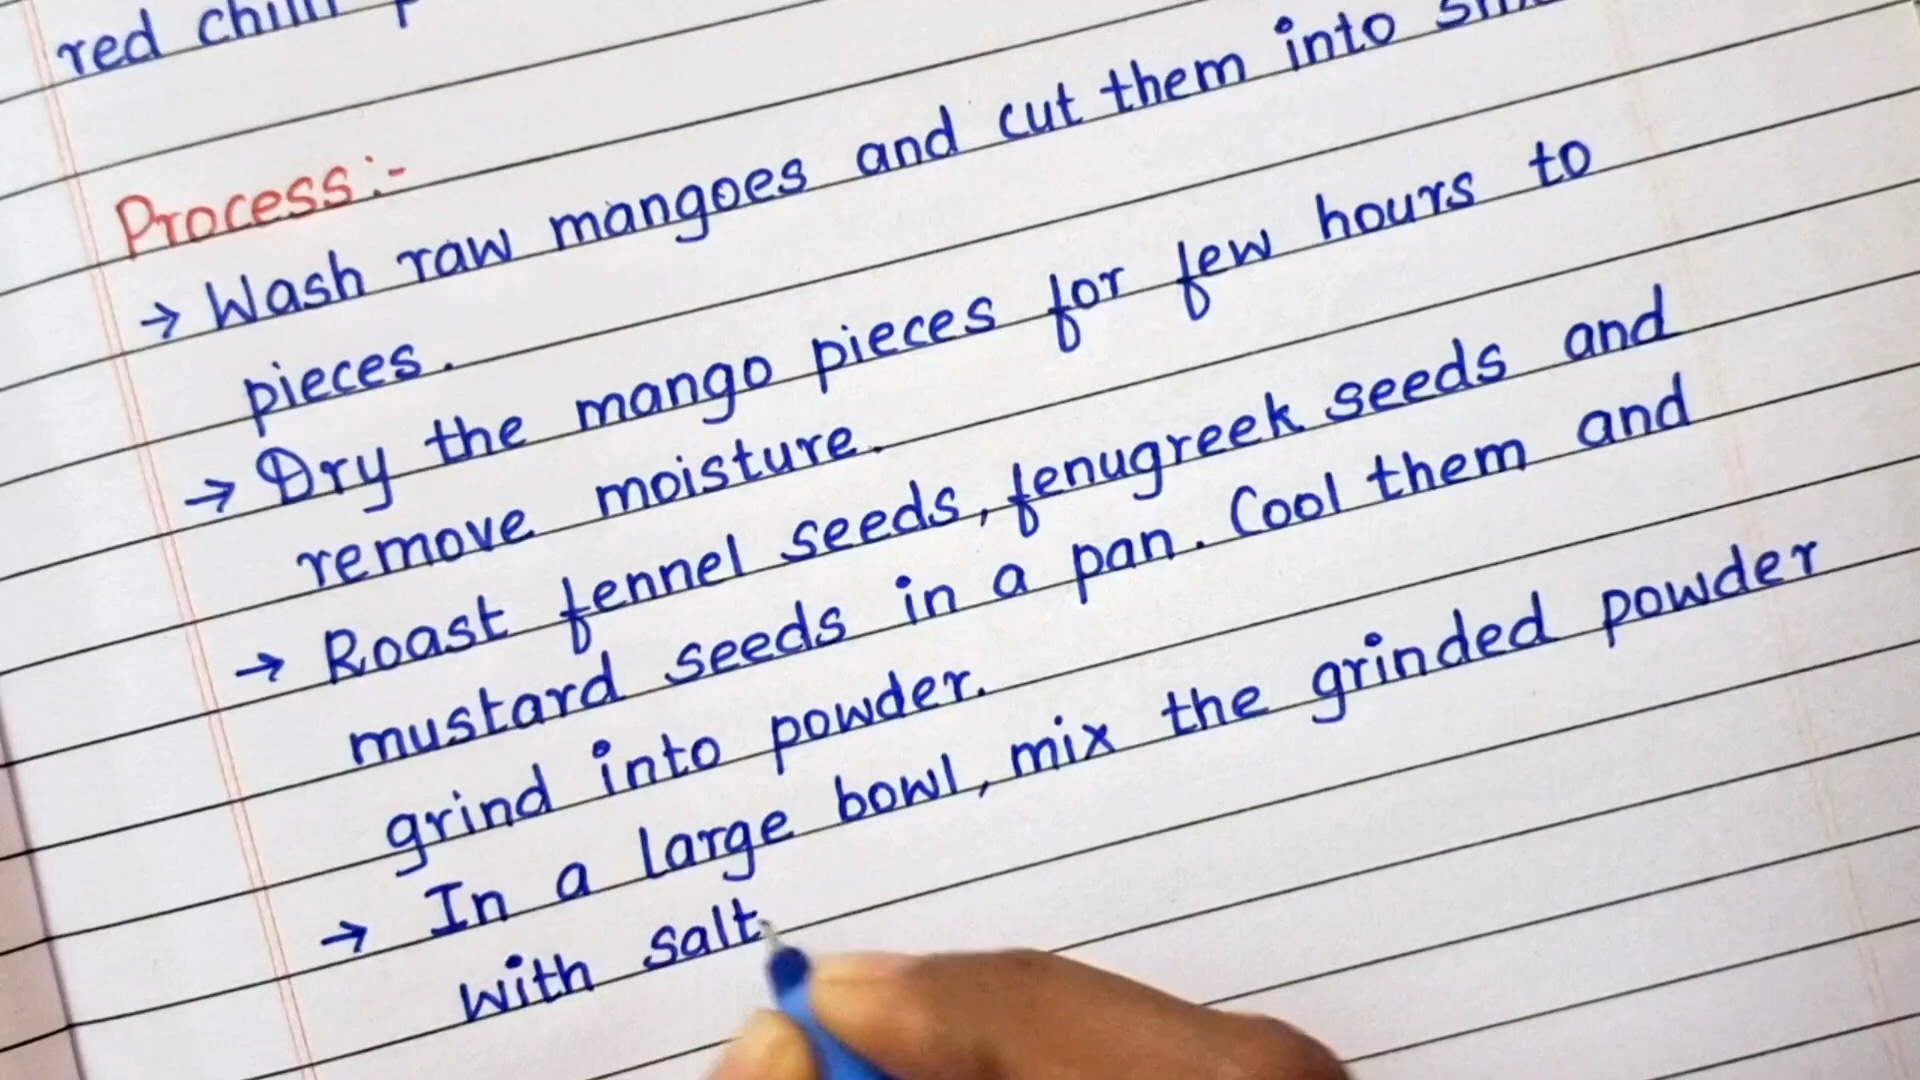 red chilli
Process:-
→ Wash raw mangoes and cut them into
pieces.
→ Dry the mango pieces for few hours to
remove moisture.
→ Roast fennel seeds, fenugreek seeds and
mustard seeds in a pan. Cool them and
grind into powder.
→ In a large bowl, mix the grinded powder
with salt